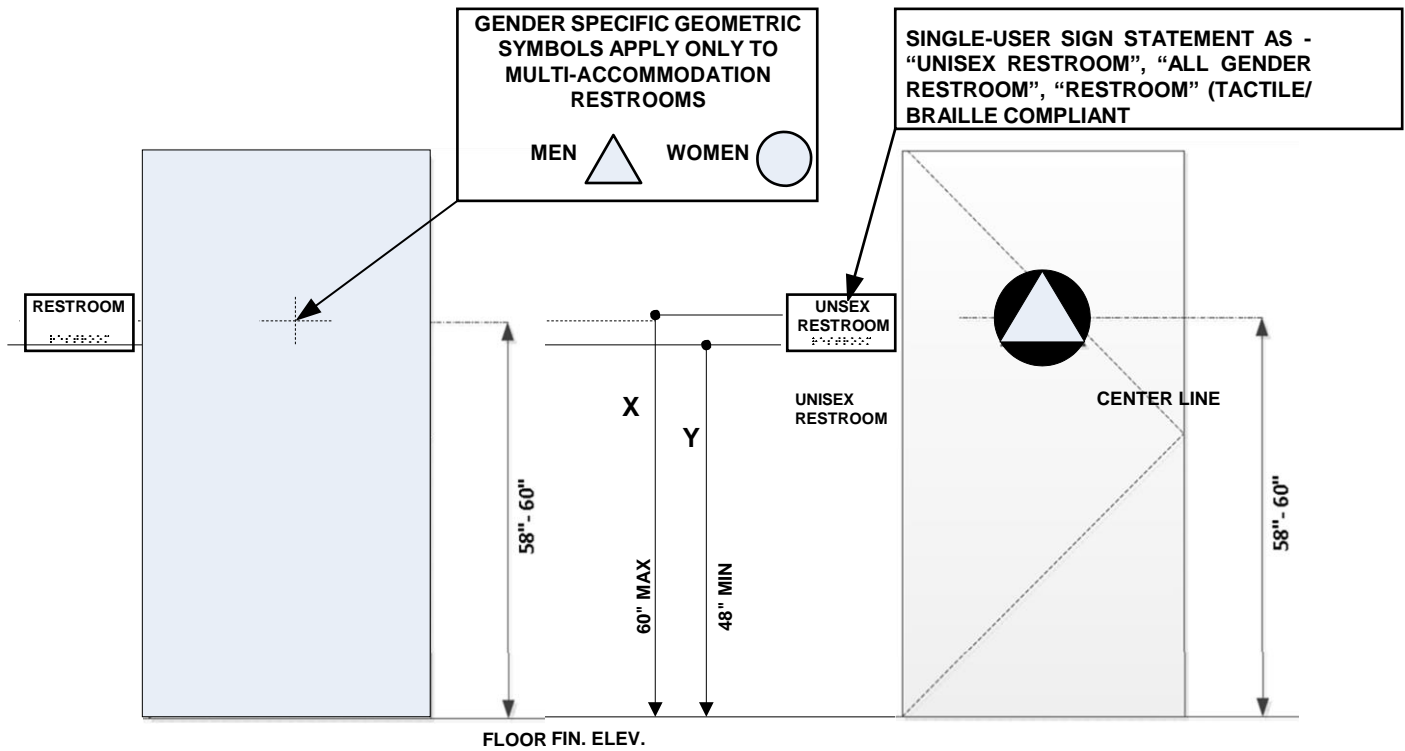 GENDER SPECIFIC GEOMETRIC
SYMBOLS APPLY ONLY TO
MULTI-ACCOMMODATION
RESTROOMS
MEN
WOMEN
SINGLE-USER SIGN STATEMENT AS -
“UNISEX RESTROOM”, “ALL GENDER
RESTROOM”, “RESTROOM” (TACTILE/
BRAILLE COMPLIANT
RESTROOM
⠗⠑⠎⠞⠗⠕⠕⠍
58"- 60"
X
60" MAX
Y
48" MIN
UNSEX
RESTROOM
⠗⠑⠎⠞⠗⠕⠕⠍
UNISEX
RESTROOM
CENTER LINE
58"- 60"
FLOOR FIN. ELEV.